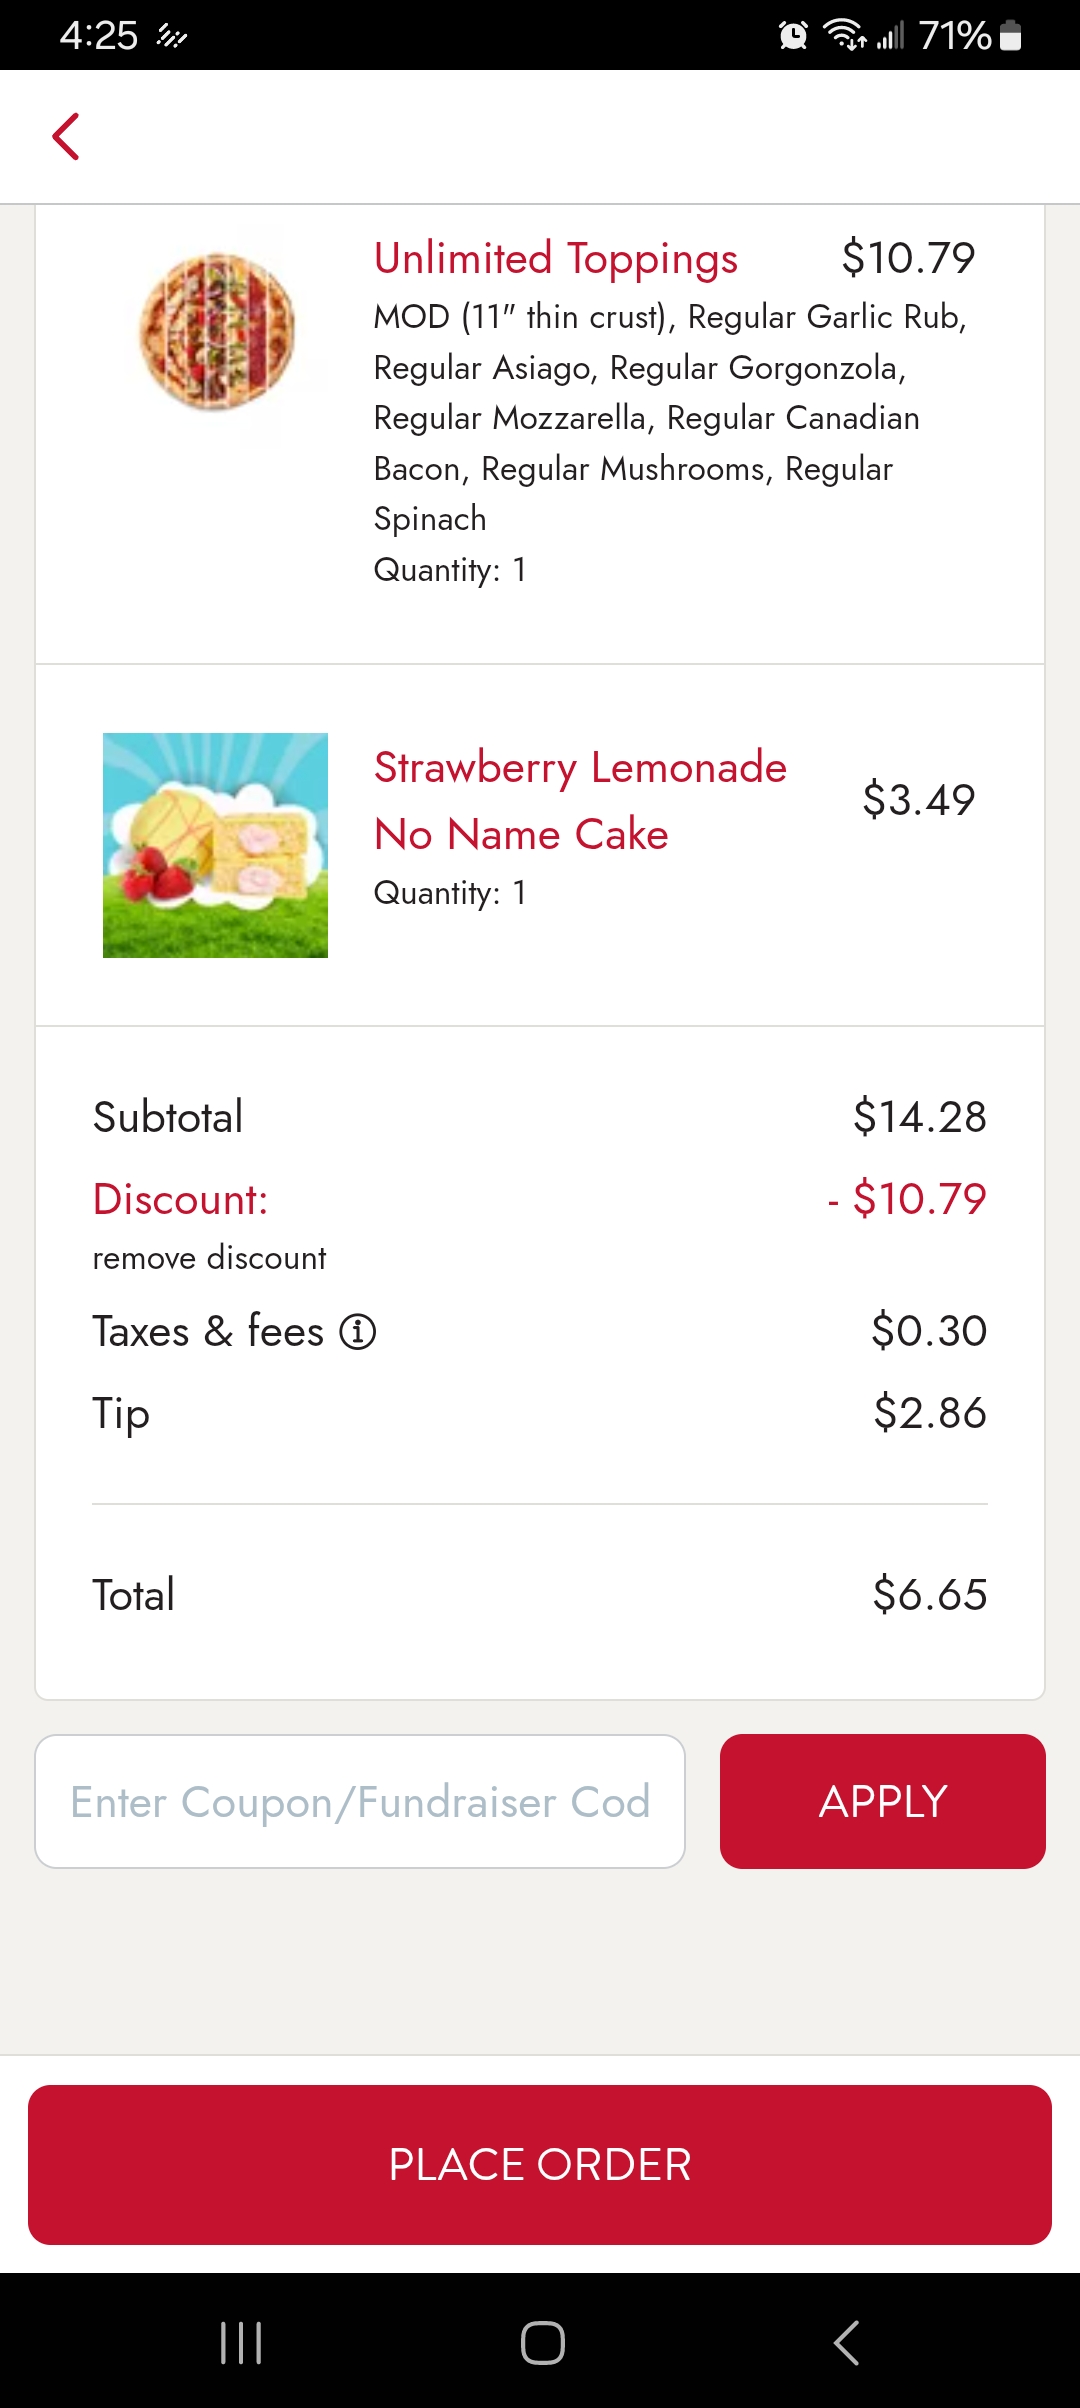 4:25
71%
Unlimited Toppings $10.79
MOD (11" thin crust), Regular Garlic Rub,
Regular Asiago, Regular Gorgonzola,
Regular Mozzarella, Regular Canadian
Bacon, Regular Mushrooms, Regular
Spinach
Quantity: 1
Strawberry Lemonade
No Name Cake
$3.49
Quantity: 1
Subtotal $14.28
Discount: - $10.79
remove discount
Taxes & fees $0.30
Tip $2.86
Total $6.65
Enter Coupon/Fundraiser Cod
APPLY
PLACE ORDER